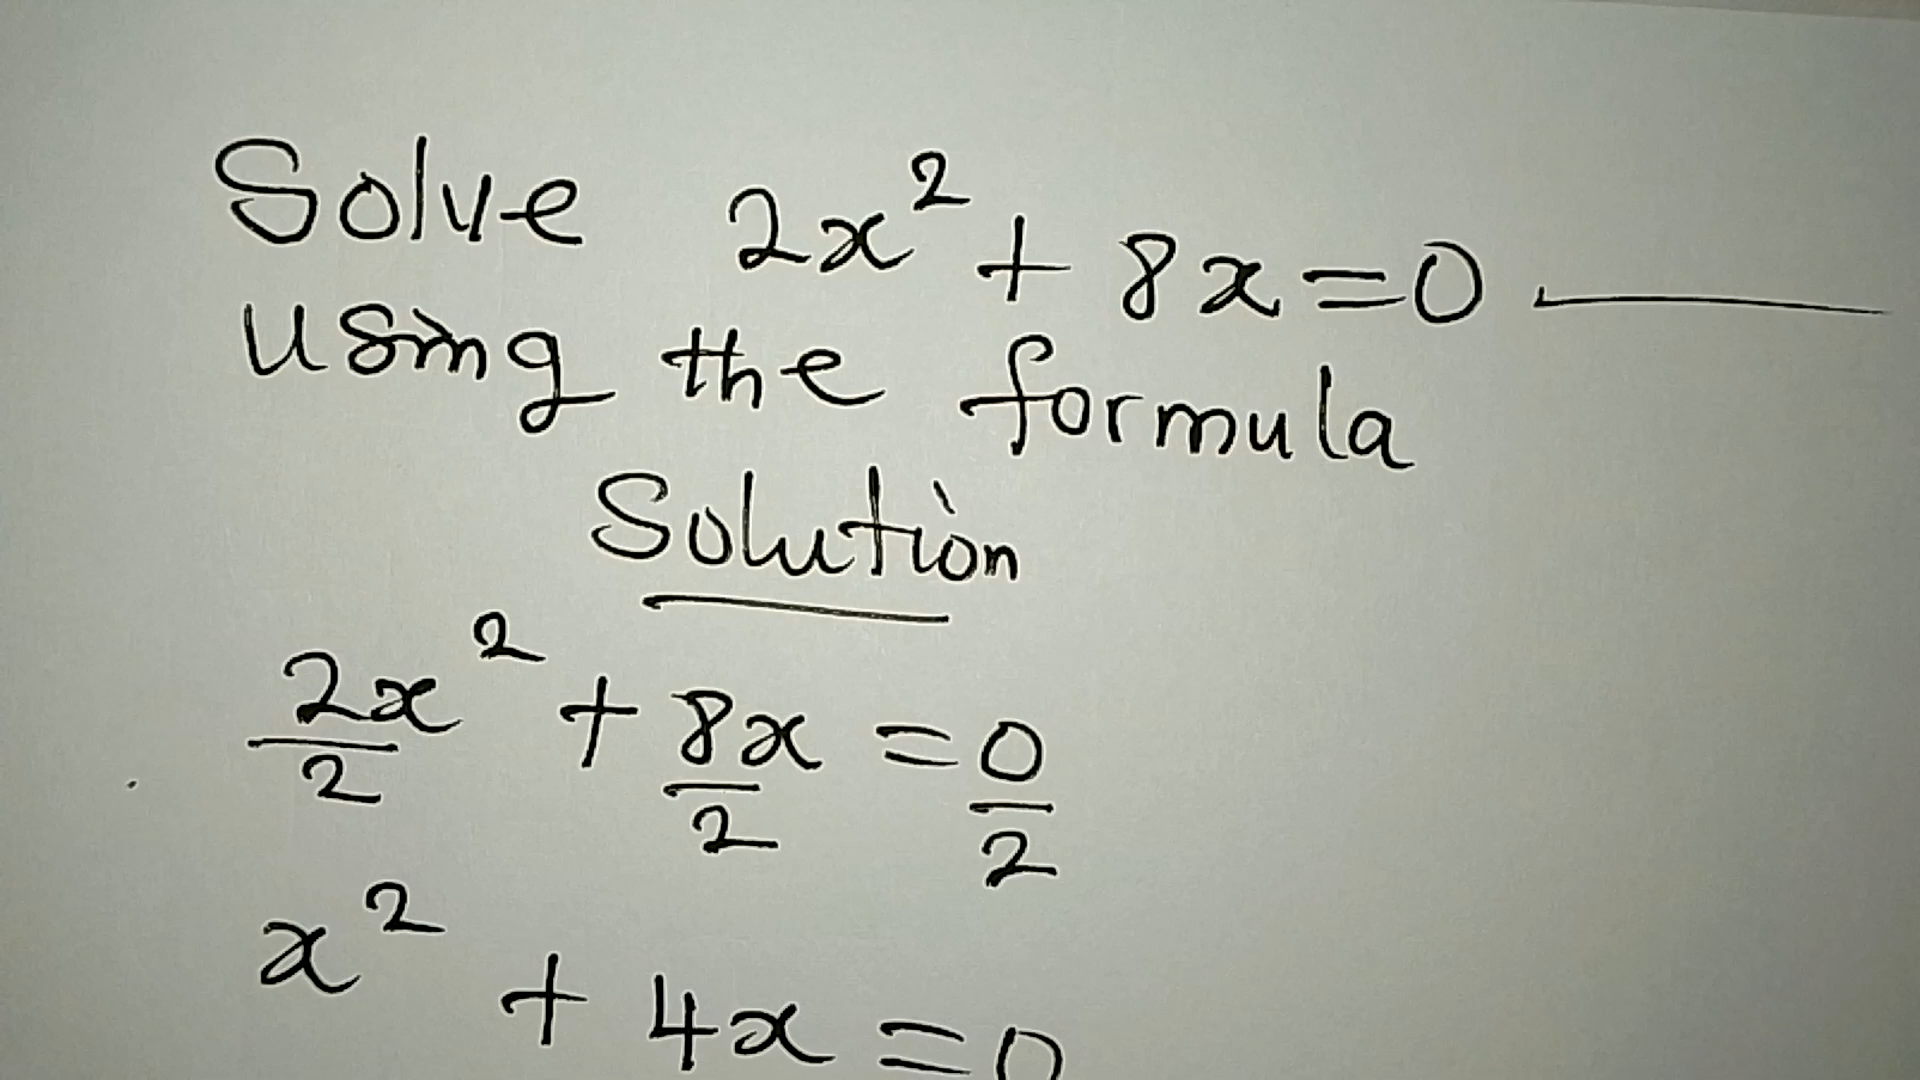 Solve 2x² + 8x = 0
using the formula
Solution
2x²/2 + 8x/2 = 0/2
x² + 4x = 0